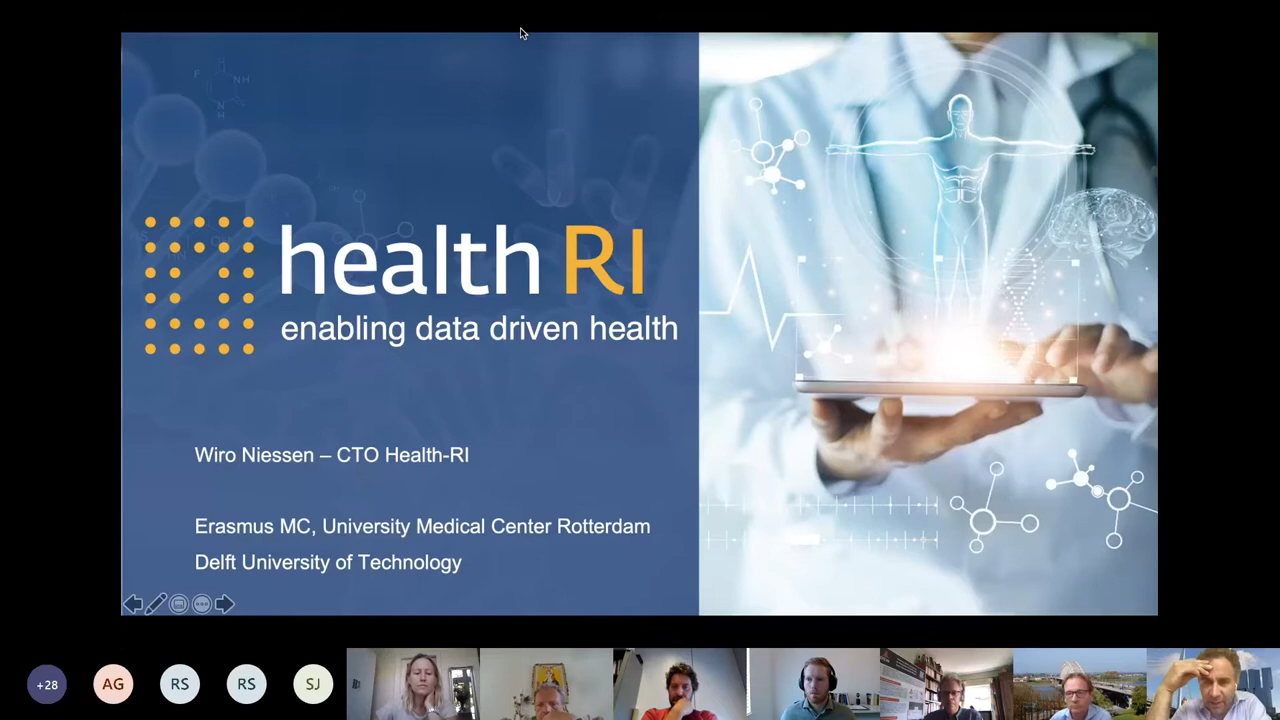 health RI
enabling data driven health
Wiro Niessen – CTO Health-RI
Erasmus MC, University Medical Center Rotterdam
Delft University of Technology
+28
AG
RS
RS
SJ